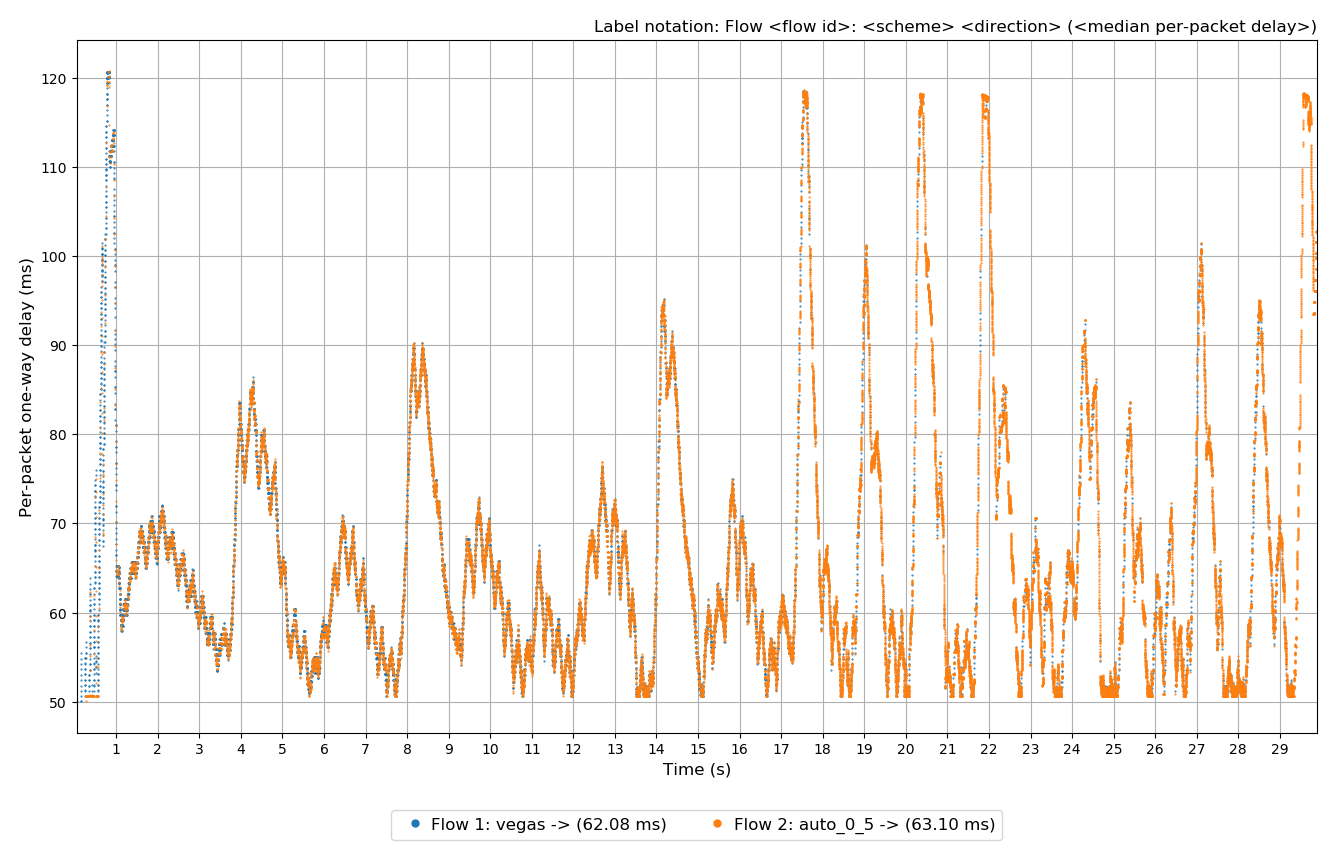 Label notation: Flow <flow id>: <scheme> <direction> (<median per-packet delay>)
120
110
100
90
80
70
60
50
Per-packet one-way delay (ms)
1 2 3 4 5 6 7 8 9 10 11 12 13 14 15 16 17 18 19 20 21 22 23 24 25 26 27 28 29
Time (s)
Flow 1: vegas -> (62.08 ms) Flow 2: auto_0_5 -> (63.10 ms)